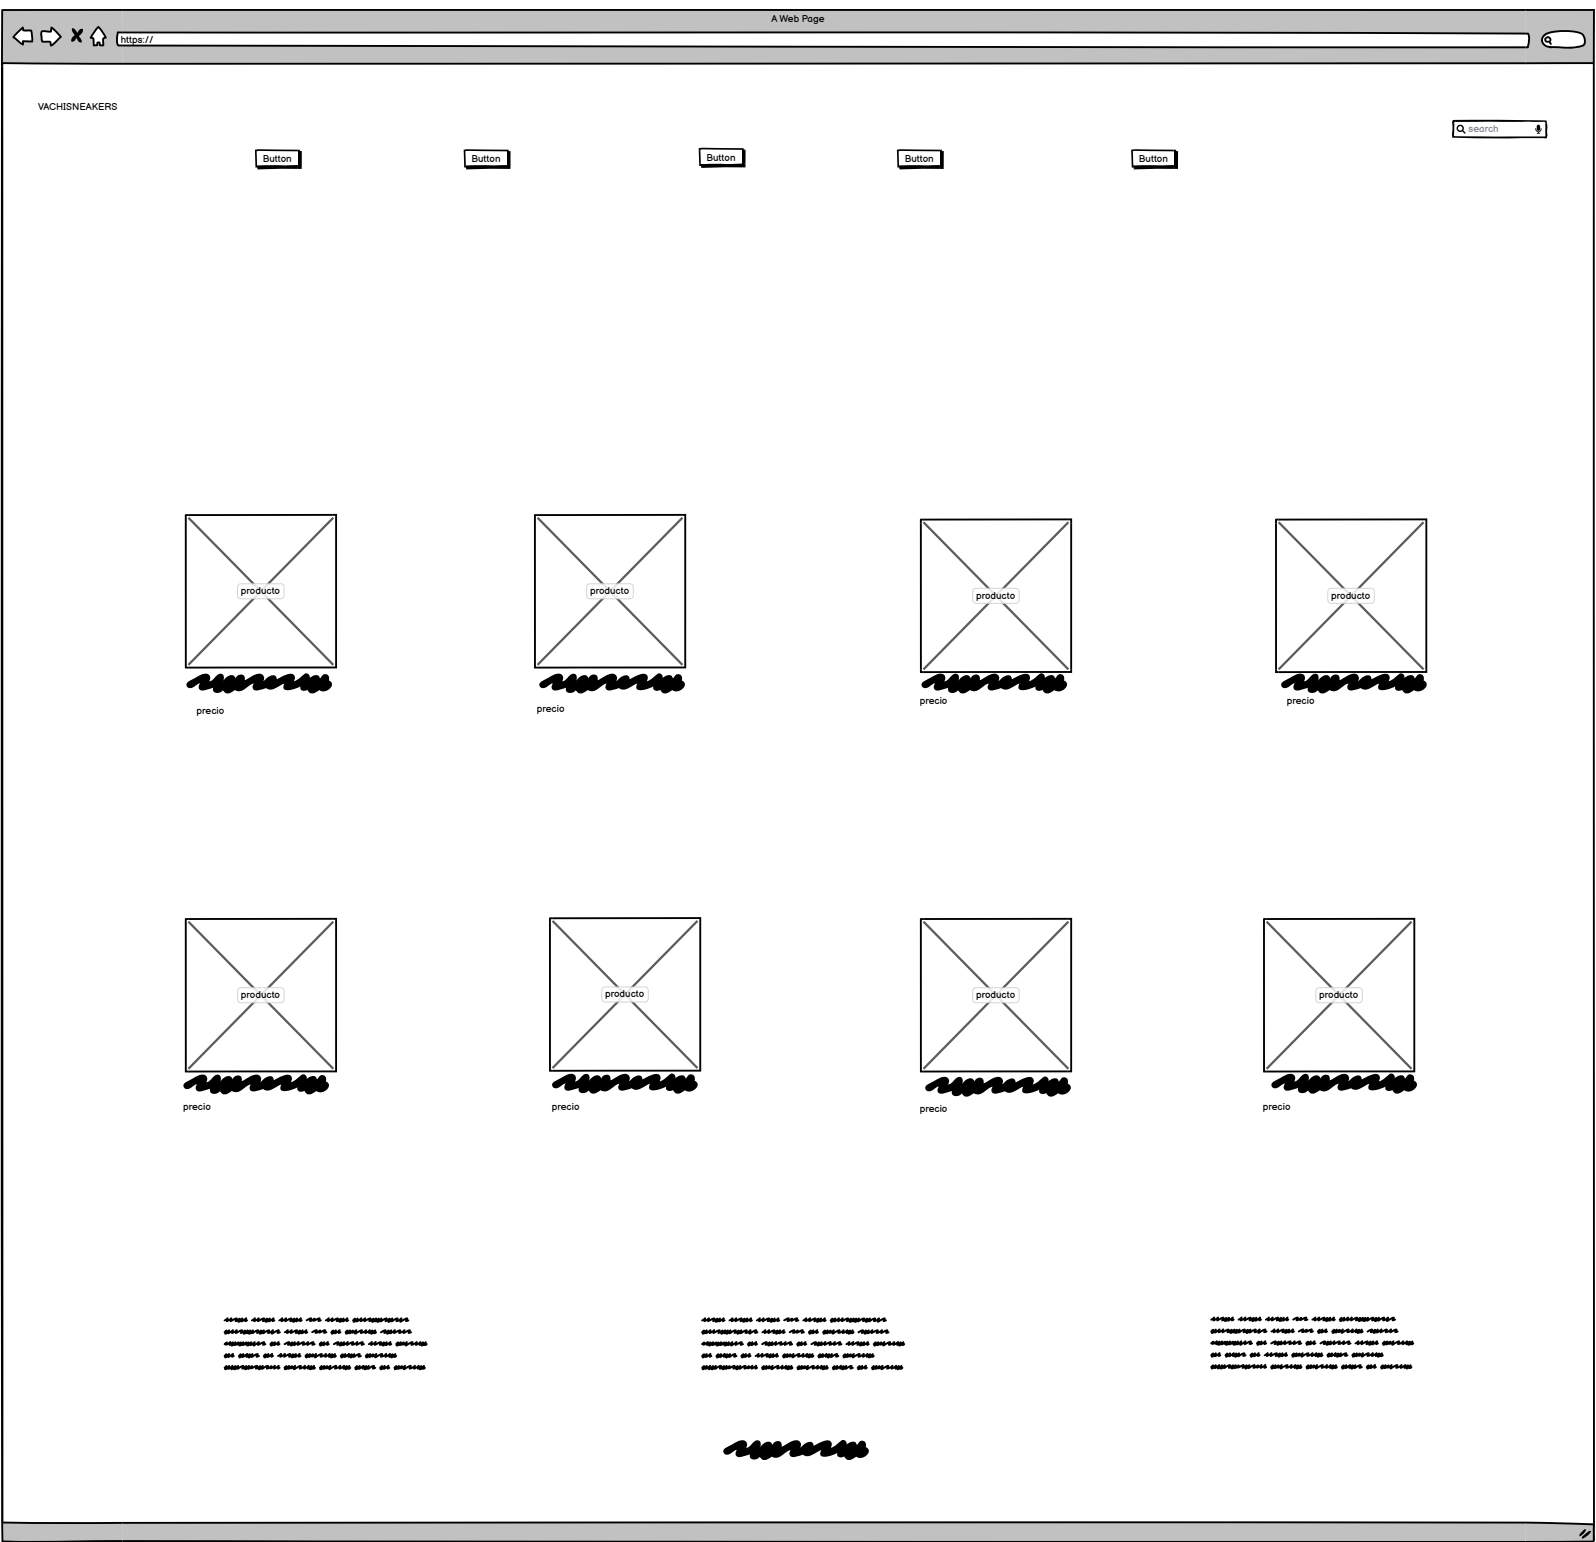 A Web Page
https://
VACHISNEAKERS
search
Button Button Button Button Button
producto producto producto producto
precio precio precio precio
producto producto producto producto
precio precio precio precio